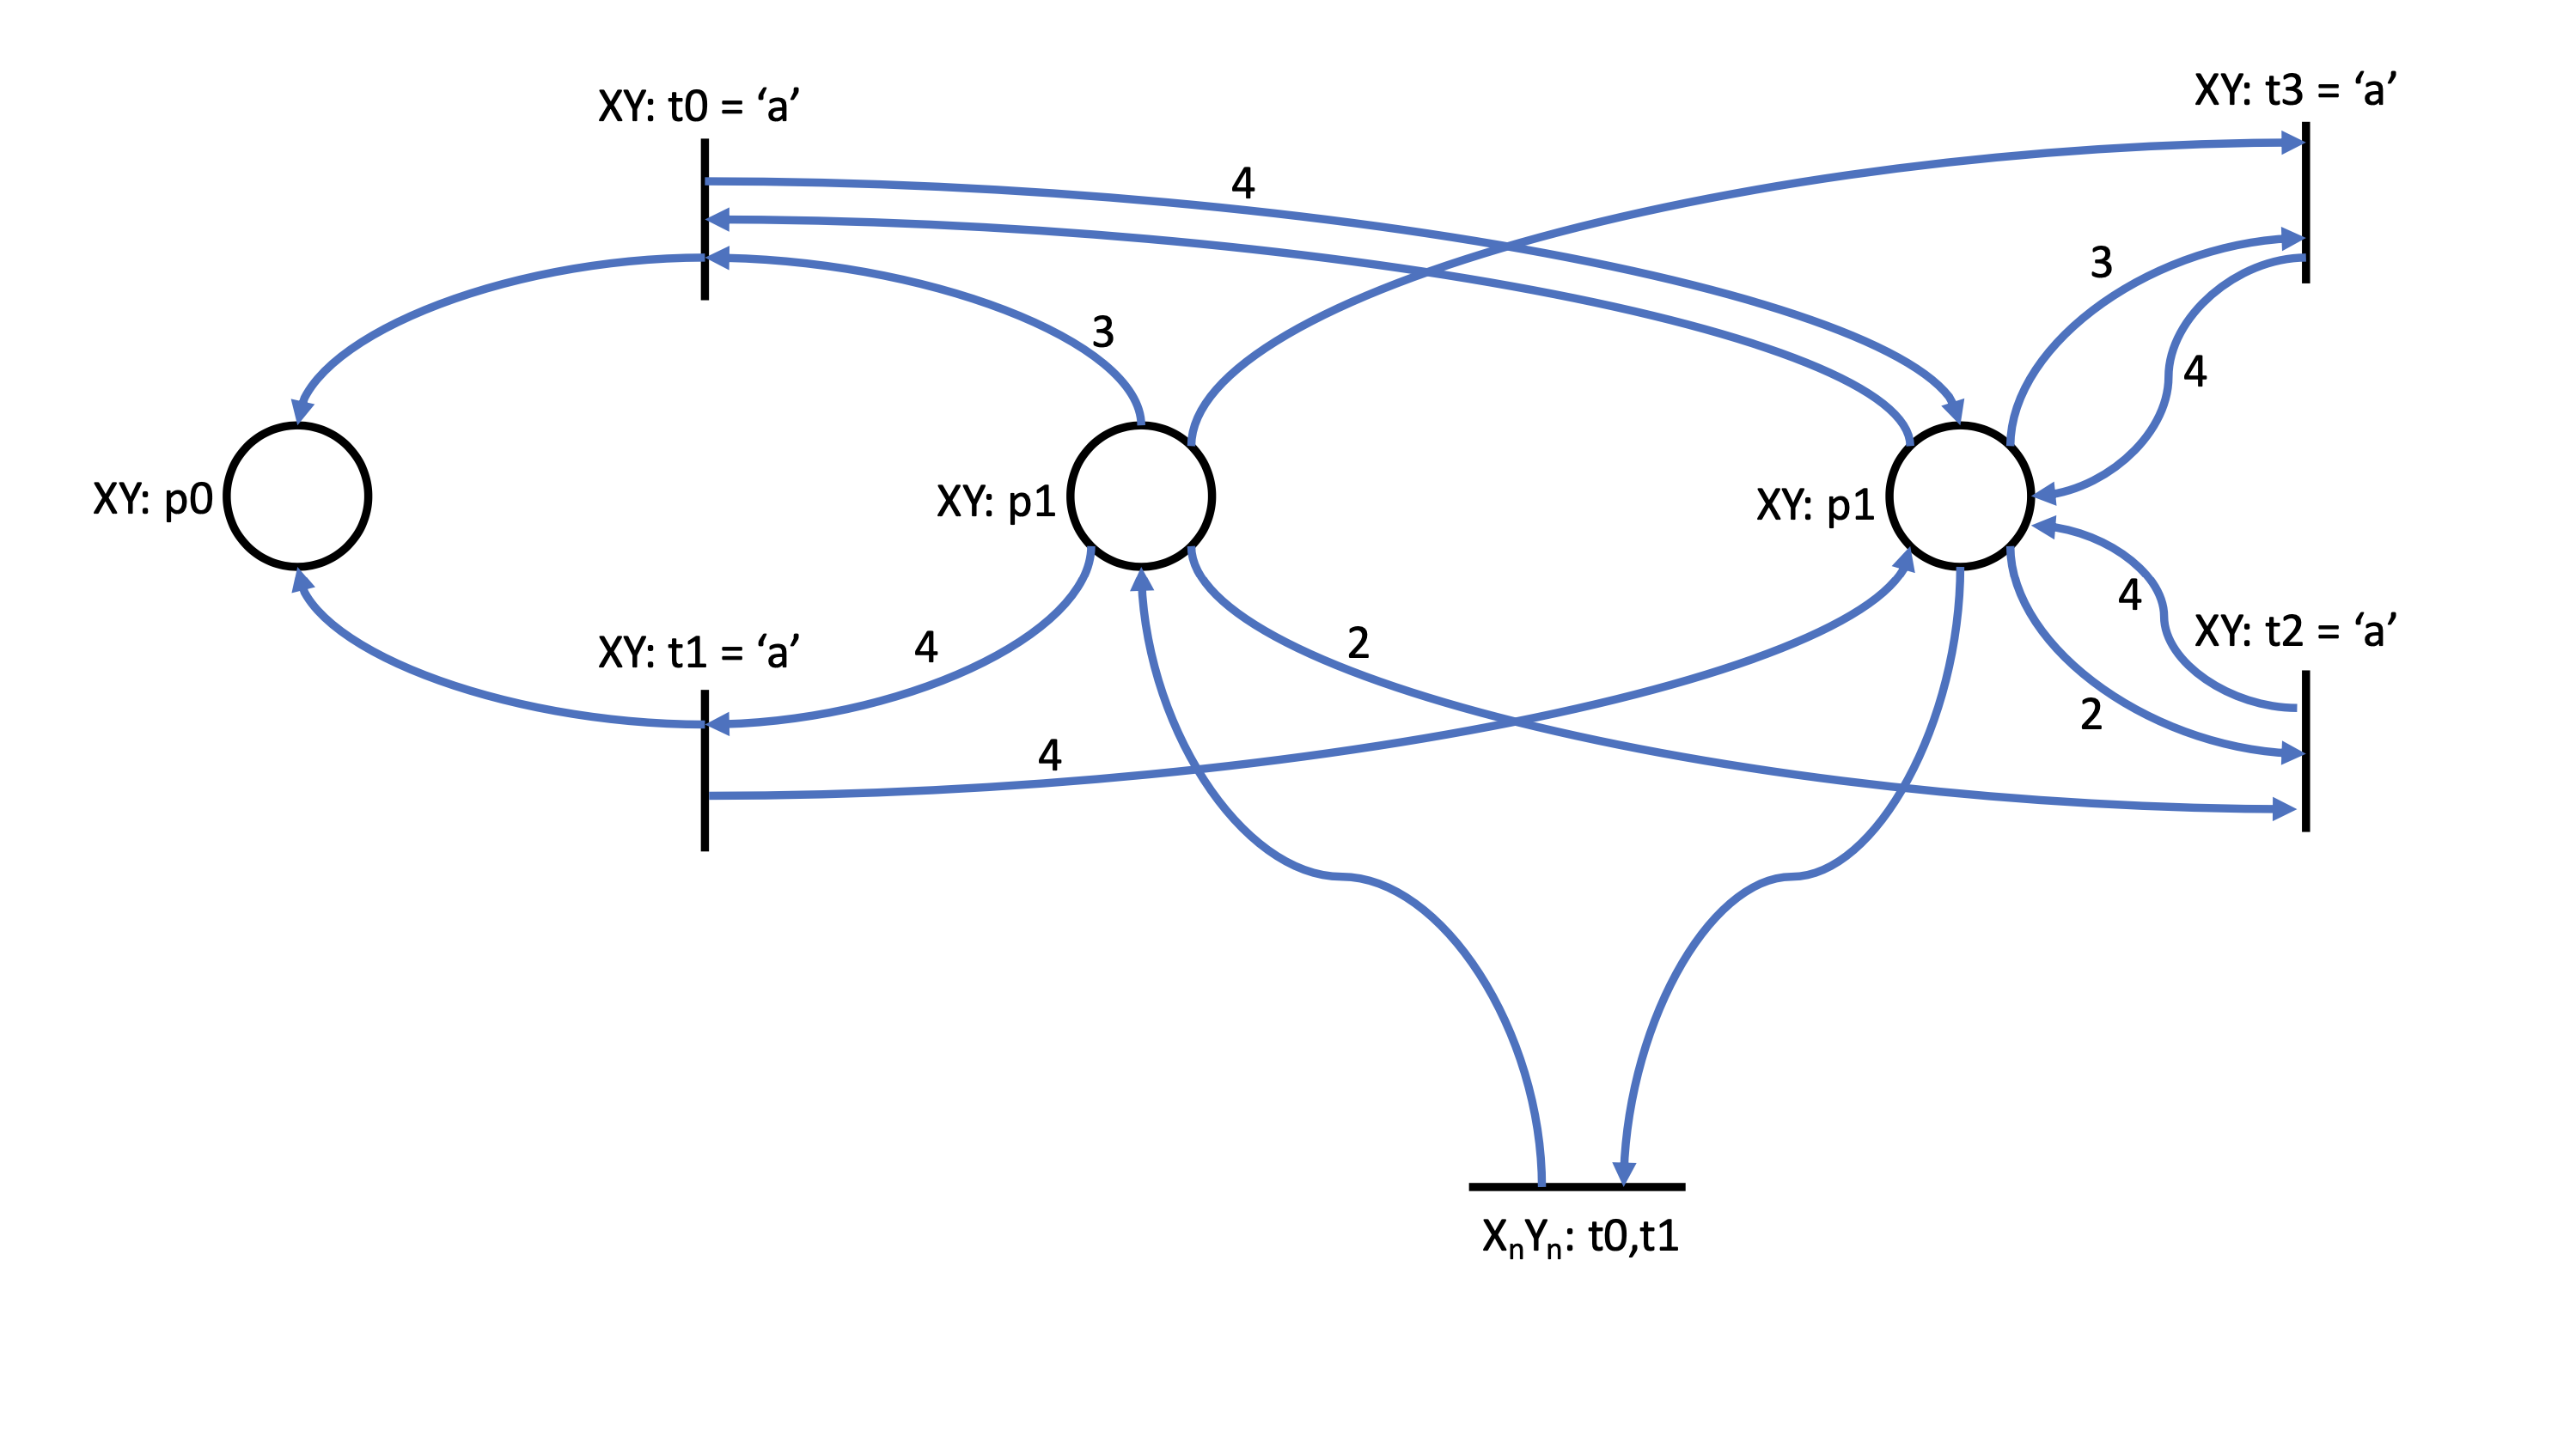 XY: t0 = ‘a’
XY: t3 = ‘a’
4
3
3
4
XY: p0
XY: p1
XY: p1
4
XY: t2 = ‘a’
XY: t1 = ‘a’
4
2
2
4
XₙYₙ: t0,t1